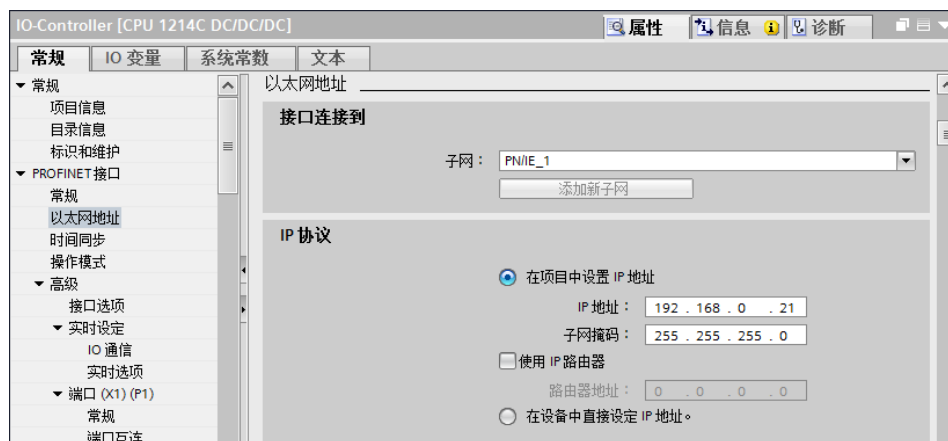 IO-Controller [CPU 1214C DC/DC/DC]
属性
信息
诊断
常规
IO 变量
系统常数
文本
常规
项目信息
目录信息
标识和维护
PROFINET接口
常规
以太网地址
时间同步
操作模式
高级
接口选项
实时设定
IO 通信
实时选项
端口 (X1) (P1)
常规
端口互连
以太网地址
接口连接到
子网：
PN/IE_1
添加新子网
IP 协议
在项目中设置 IP 地址
IP 地址：
192 . 168 . 0 . 21
子网掩码：
255 . 255 . 255 . 0
使用 IP 路由器
路由器地址：
0 . 0 . 0 . 0
在设备中直接设定 IP 地址。